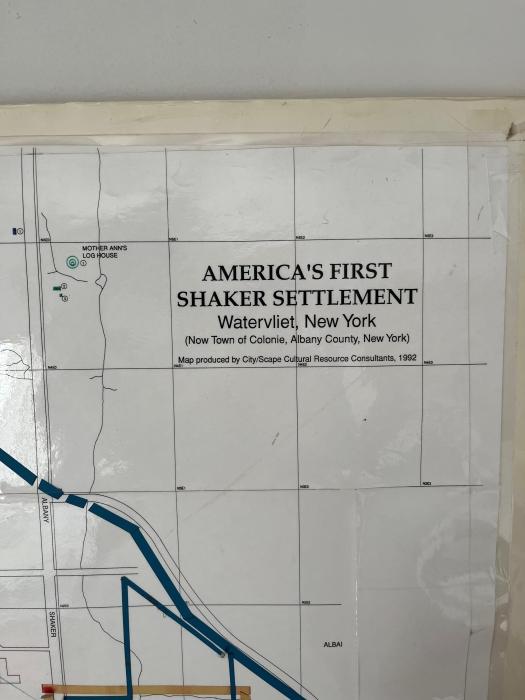 MOTHER ANN'S
LOG HOUSE
AMERICA'S FIRST
SHAKER SETTLEMENT
Watervliet, New York
(Now Town of Colonie, Albany County, New York)
Map produced by City/Scape Cultural Resource Consultants, 1992
ALBANY
SHAKER
ALBAI